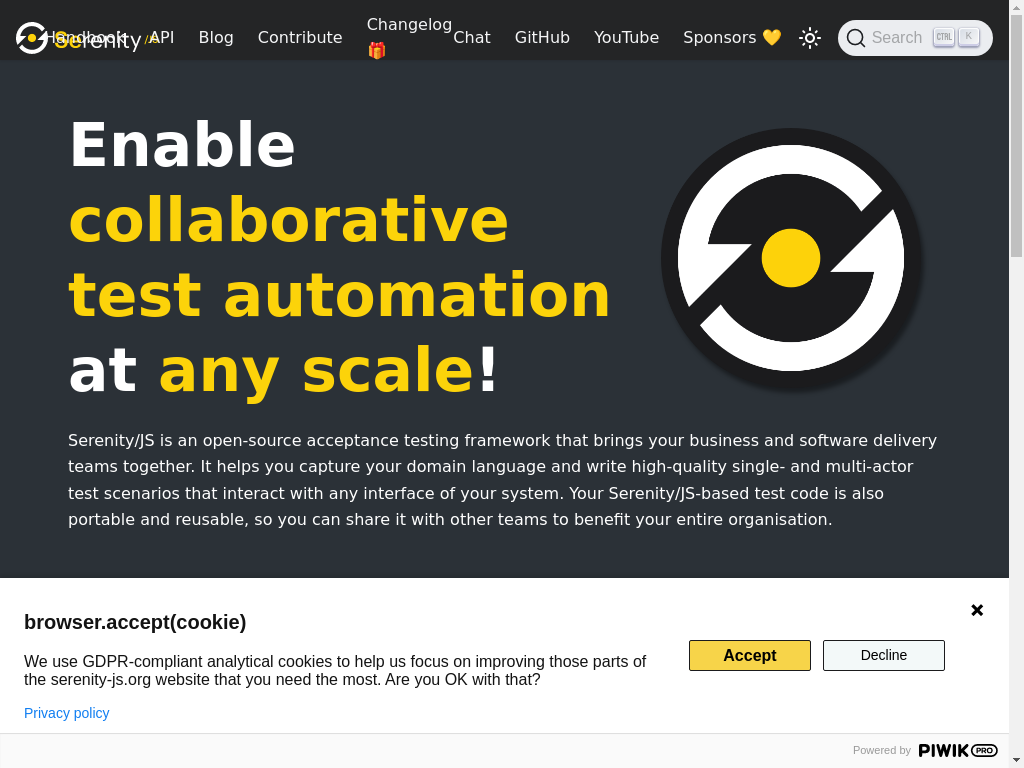 Serenity/JS
Handbook API Blog Contribute Changelog 🎁 Chat GitHub YouTube Sponsors 💛 Search CTRL K
Enable
collaborative
test automation
at any scale!
Serenity/JS is an open-source acceptance testing framework that brings your business and software delivery
teams together. It helps you capture your domain language and write high-quality single- and multi-actor
test scenarios that interact with any interface of your system. Your Serenity/JS-based test code is also
portable and reusable, so you can share it with other teams to benefit your entire organisation.
browser.accept(cookie)
We use GDPR-compliant analytical cookies to help us focus on improving those parts of
the serenity-js.org website that you need the most. Are you OK with that?
Privacy policy
Accept
Decline
Powered by PIWIK PRO